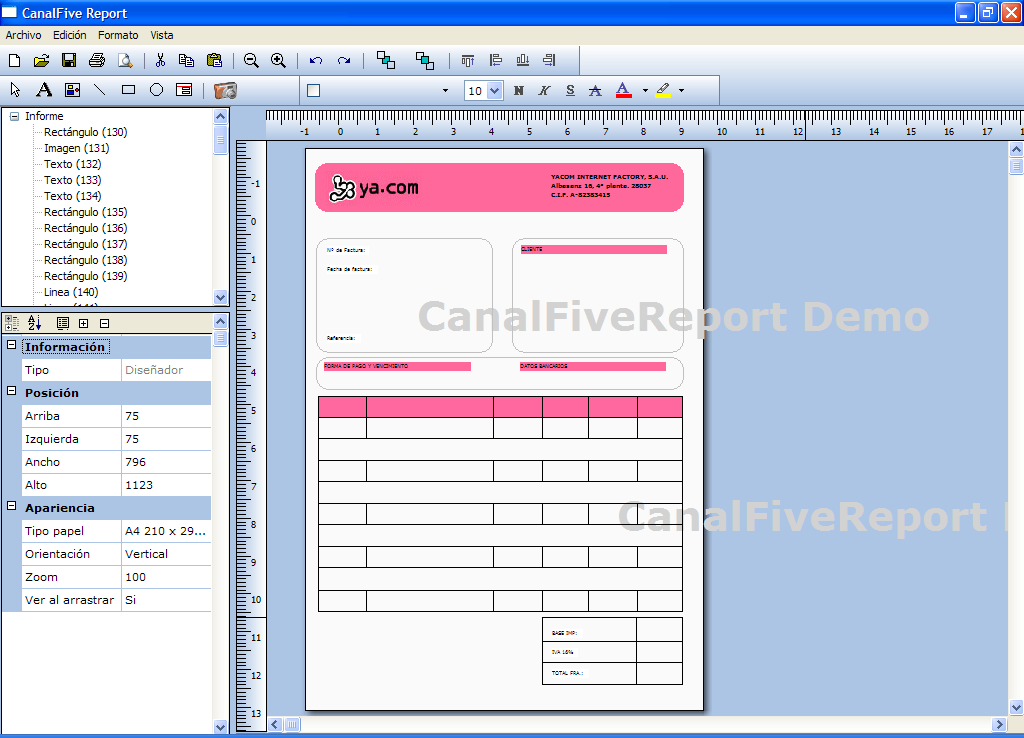 CanalFive Report
Archivo Edición Formato Vista
10 N K S A A
Informe
Rectángulo (130)
Imagen (131)
Texto (132)
Texto (133)
Texto (134)
Rectángulo (135)
Rectángulo (136)
Rectángulo (137)
Rectángulo (138)
Rectángulo (139)
Linea (140)
Información
Tipo Diseñador
Posición
Arriba 75
Izquierda 75
Ancho 796
Alto 1123
Apariencia
Tipo papel A4 210 x 29...
Orientación Vertical
Zoom 100
Ver al arrastrar Si
-1 0 1 2 3 4 5 6 7 8 9 10 11 12 13 14 15 16 17
-1
0
1
2
3
4
5
6
7
8
9
10
11
12
13
ya.com
YACOM INTERNET FACTORY, S.A.U.
Albasanz 16, 4ª planta. 28037
C.I.F. A-82383415
Nº de Factura:
Fecha de factura:
Referencia:
CLIENTE
CanalFiveReport Demo
FORMA DE PAGO Y VENCIMIENTO
DATOS BANCARIOS
CanalFiveReport
BASE IMP.:
IVA 16%
TOTAL FRA.: